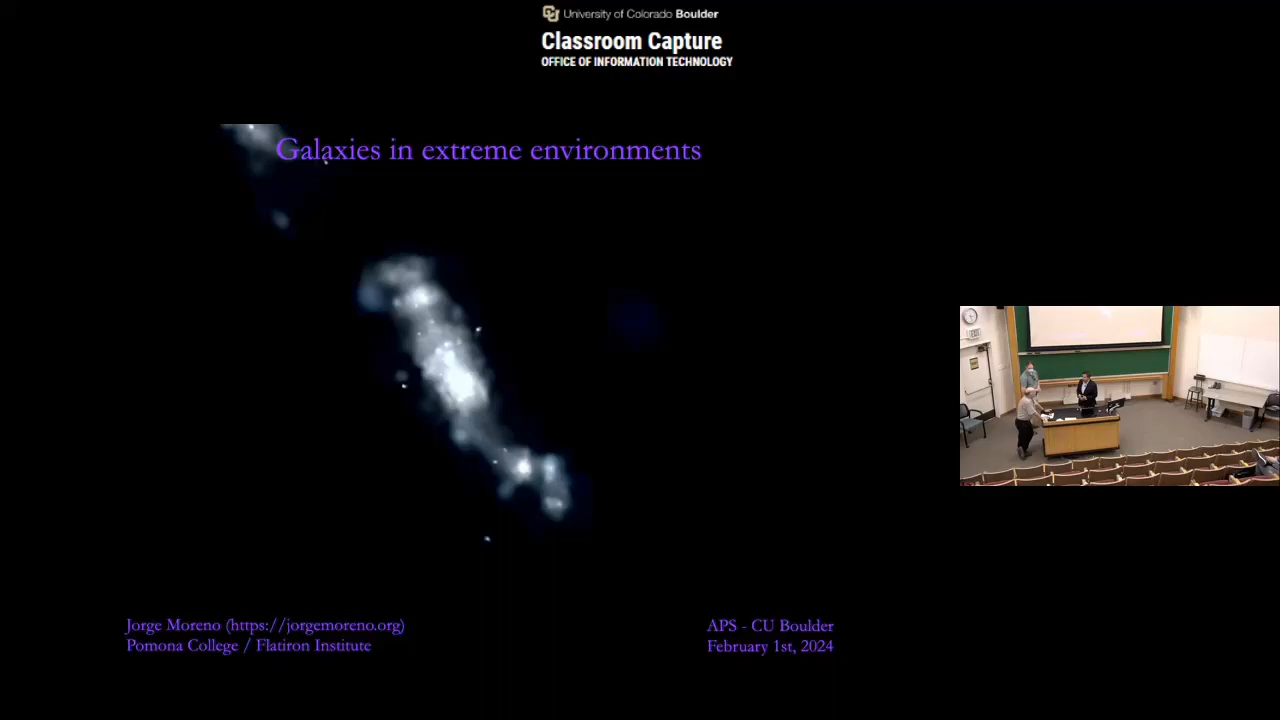 University of Colorado Boulder
Classroom Capture
OFFICE OF INFORMATION TECHNOLOGY
Galaxies in extreme environments
Jorge Moreno (https://jorgemoreno.org)
Pomona College / Flatiron Institute
APS - CU Boulder
February 1st, 2024